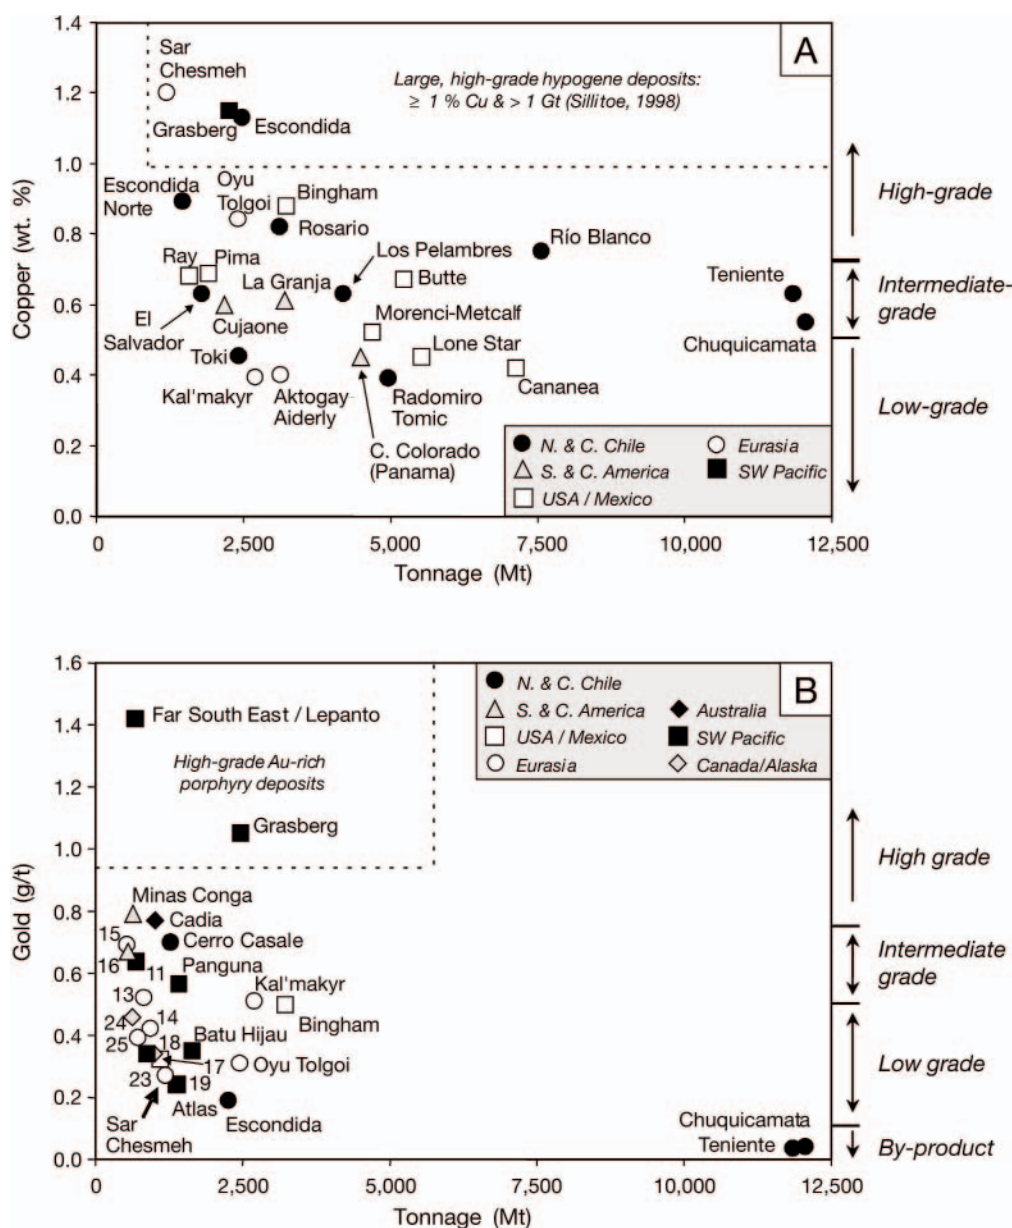 A
1.4
1.2
1.0
0.8
0.6
0.4
0.2
0.0
Copper (wt. %)
Sar
Chesmeh
Large, high-grade hypogene deposits:
≥ 1 % Cu & > 1 Gt (Sillitoe, 1998)
Grasberg
Escondida
Escondida
Norte
Oyu
Tolgoi
Bingham
Rosario
Río Blanco
Los Pelambres
Ray
Pima
La Granja
Butte
Teniente
El
Salvador
Cujaone
Morenci-Metcalf
Chuquicamata
Toki
Lone Star
Kal'makyr
Aktogay-
Aiderly
Radomiro
Tomic
Cananea
C. Colorado
(Panama)
N. & C. Chile
Eurasia
S. & C. America
SW Pacific
USA / Mexico
High-grade
Intermediate-
grade
Low-grade
0
2,500
5,000
7,500
10,000
12,500
Tonnage (Mt)
B
1.6
1.4
1.2
1.0
0.8
0.6
0.4
0.2
0.0
Gold (g/t)
N. & C. Chile
S. & C. America
Australia
USA / Mexico
SW Pacific
Eurasia
Canada/Alaska
Far South East / Lepanto
High-grade Au-rich
porphyry deposits
Grasberg
Minas Conga
Cadia
15
Cerro Casale
16
11
Panguna
13
Kal'makyr
24
14
Bingham
25
18
Batu Hijau
17
Oyu Tolgoi
23
19
Sar
Chesmeh
Atlas
Escondida
Chuquicamata
Teniente
High grade
Intermediate
grade
Low grade
By-product
0
2,500
5,000
7,500
10,000
12,500
Tonnage (Mt)